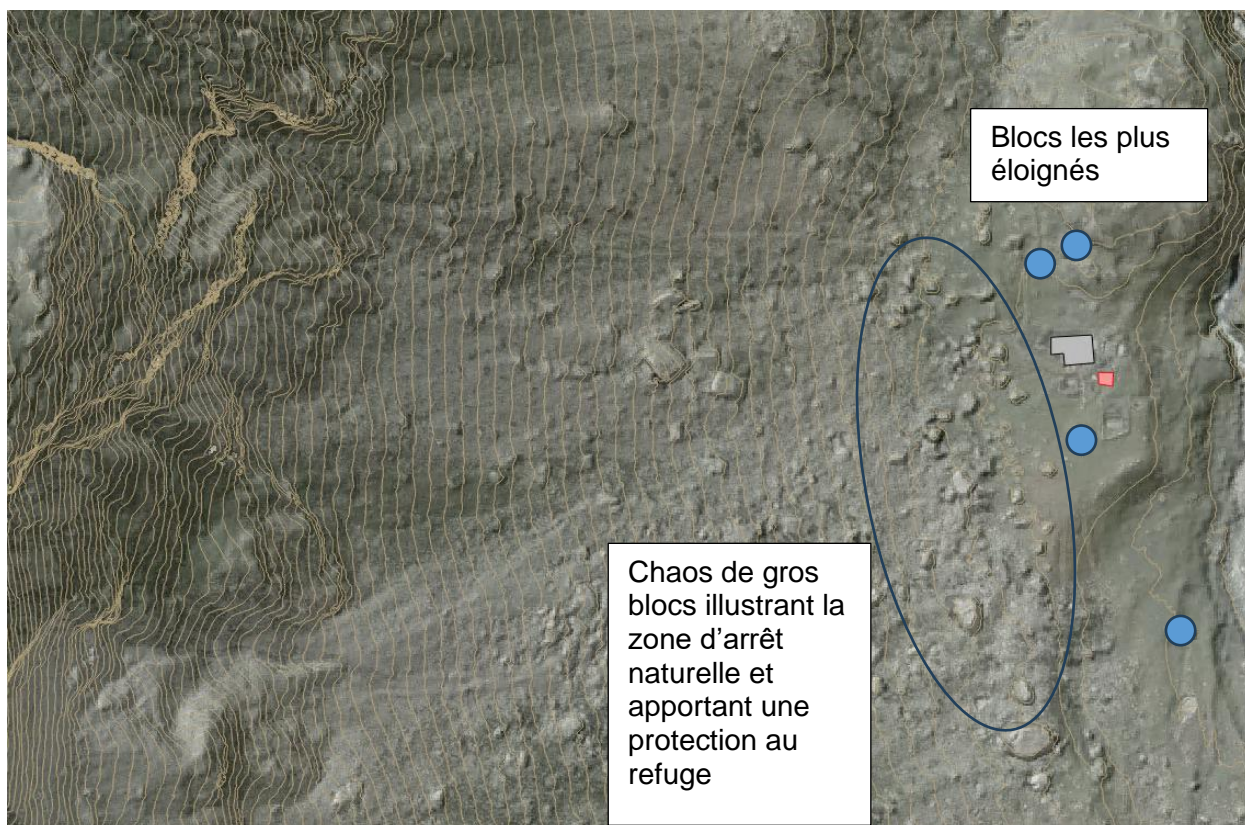 Blocs les plus
éloignés
Chaos de gros
blocs illustrant la
zone d’arrêt
naturelle et
apportant une
protection au
refuge